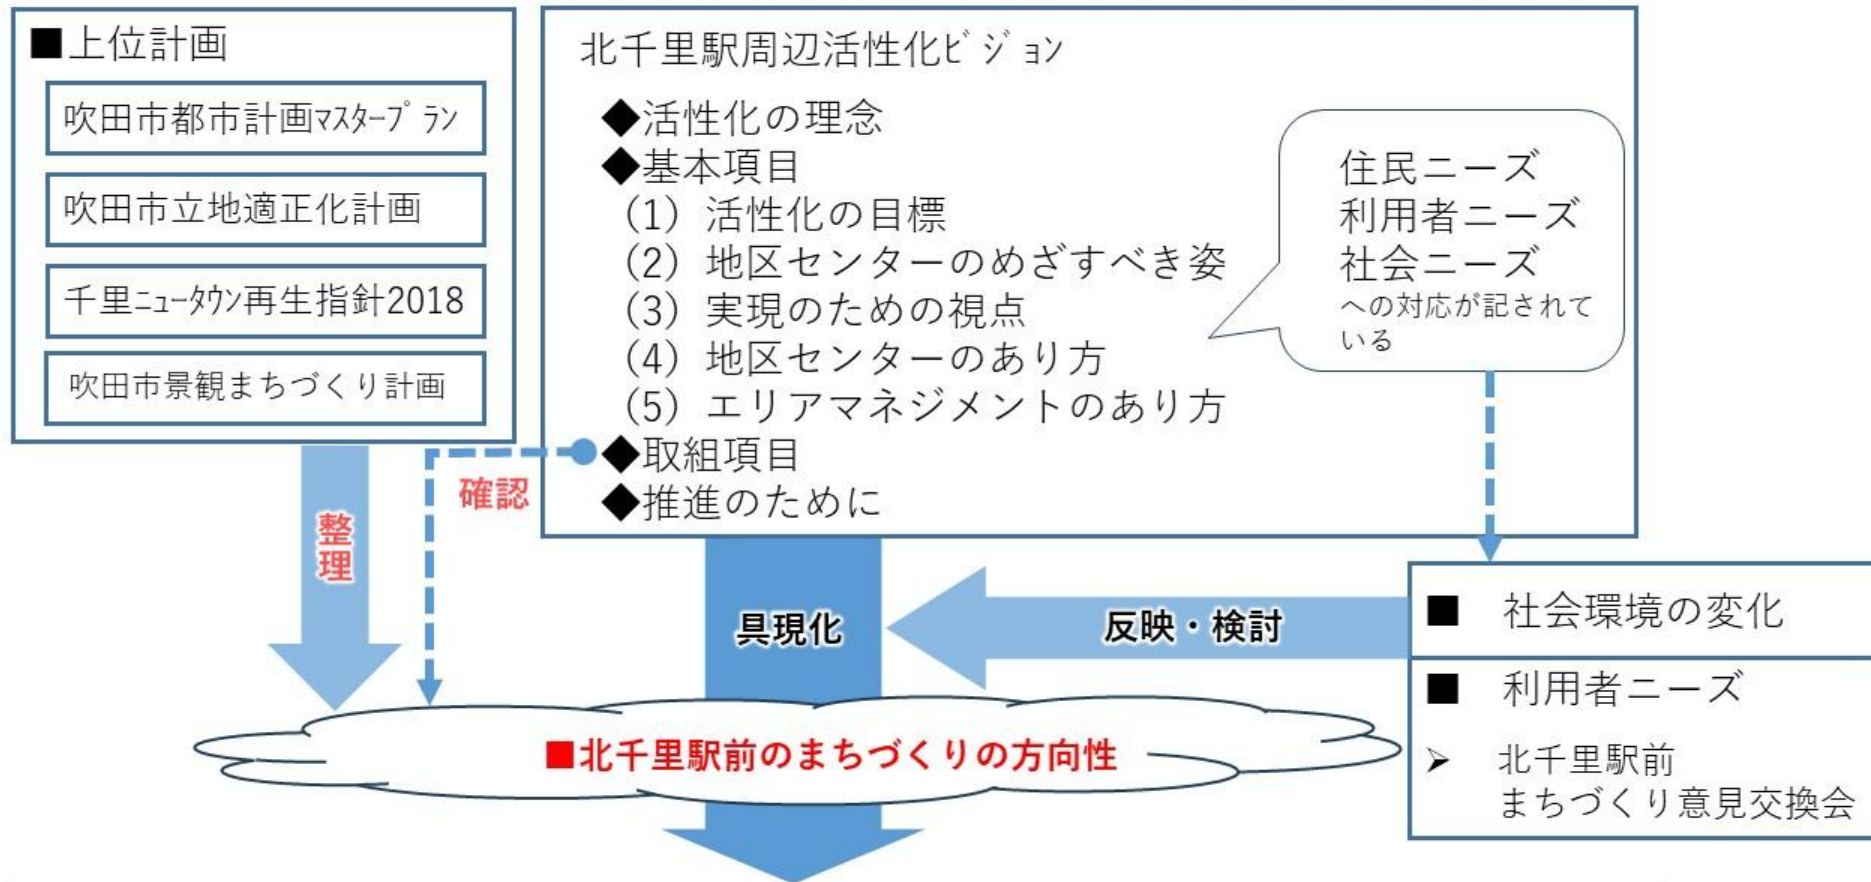 ■上位計画
吹田市都市計画ﾏｽﾀｰﾌﾟﾗﾝ
吹田市立地適正化計画
千里ﾆｭｰﾀｳﾝ再生指針2018
吹田市景観まちづくり計画
北千里駅周辺活性化ﾋﾞｼﾞｮﾝ
◆活性化の理念
◆基本項目
（1）活性化の目標
（2）地区センターのめざすべき姿
（3）実現のための視点
（4）地区センターのあり方
（5）エリアマネジメントのあり方
◆取組項目
◆推進のために
住民ニーズ
利用者ニーズ
社会ニーズ
への対応が記されて
いる
整理
確認
具現化
反映・検討
■ 社会環境の変化
■ 利用者ニーズ
➢ 北千里駅前
まちづくり意見交換会
■北千里駅前のまちづくりの方向性